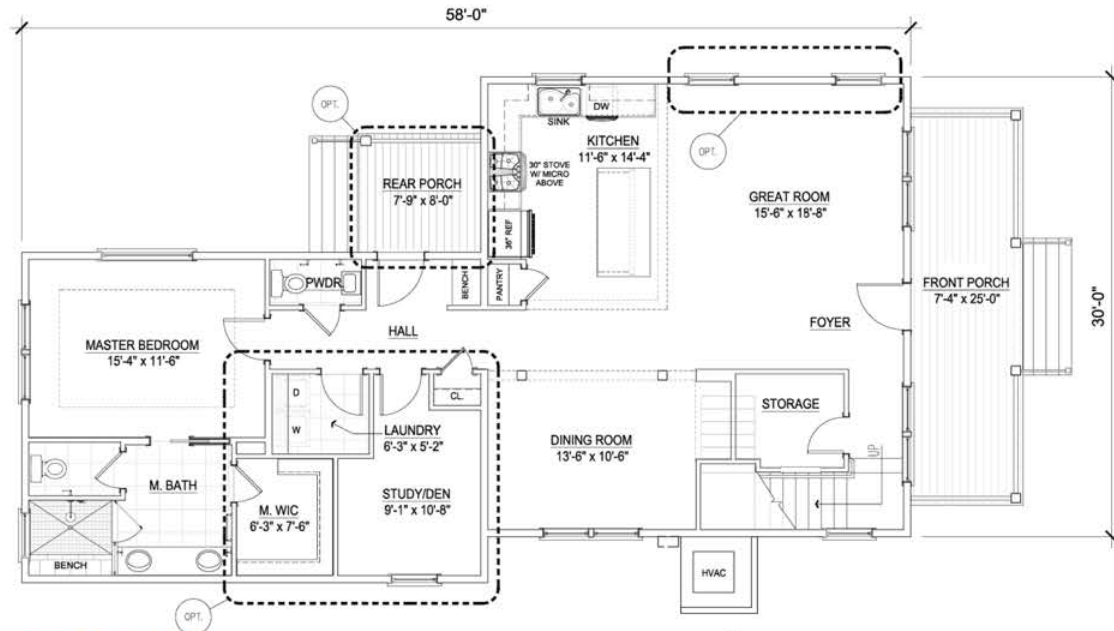 58'-0"
OPT.
SINK
DW
KITCHEN
11'-6" x 14'-4"
30" STOVE
W/ MICRO
ABOVE
36" REF
PANTRY
OPT.
GREAT ROOM
15'-6" x 18'-8"
REAR PORCH
7'-9" x 8'-0"
BENCH
PWDR.
FRONT PORCH
7'-4" x 25'-0"
30'-0"
HALL
FOYER
MASTER BEDROOM
15'-4" x 11'-6"
D
W
CL.
LAUNDRY
6'-3" x 5'-2"
STORAGE
UP
DINING ROOM
13'-6" x 10'-6"
M. BATH
M. WIC
6'-3" x 7'-6"
STUDY/DEN
9'-1" x 10'-8"
BENCH
HVAC
OPT.